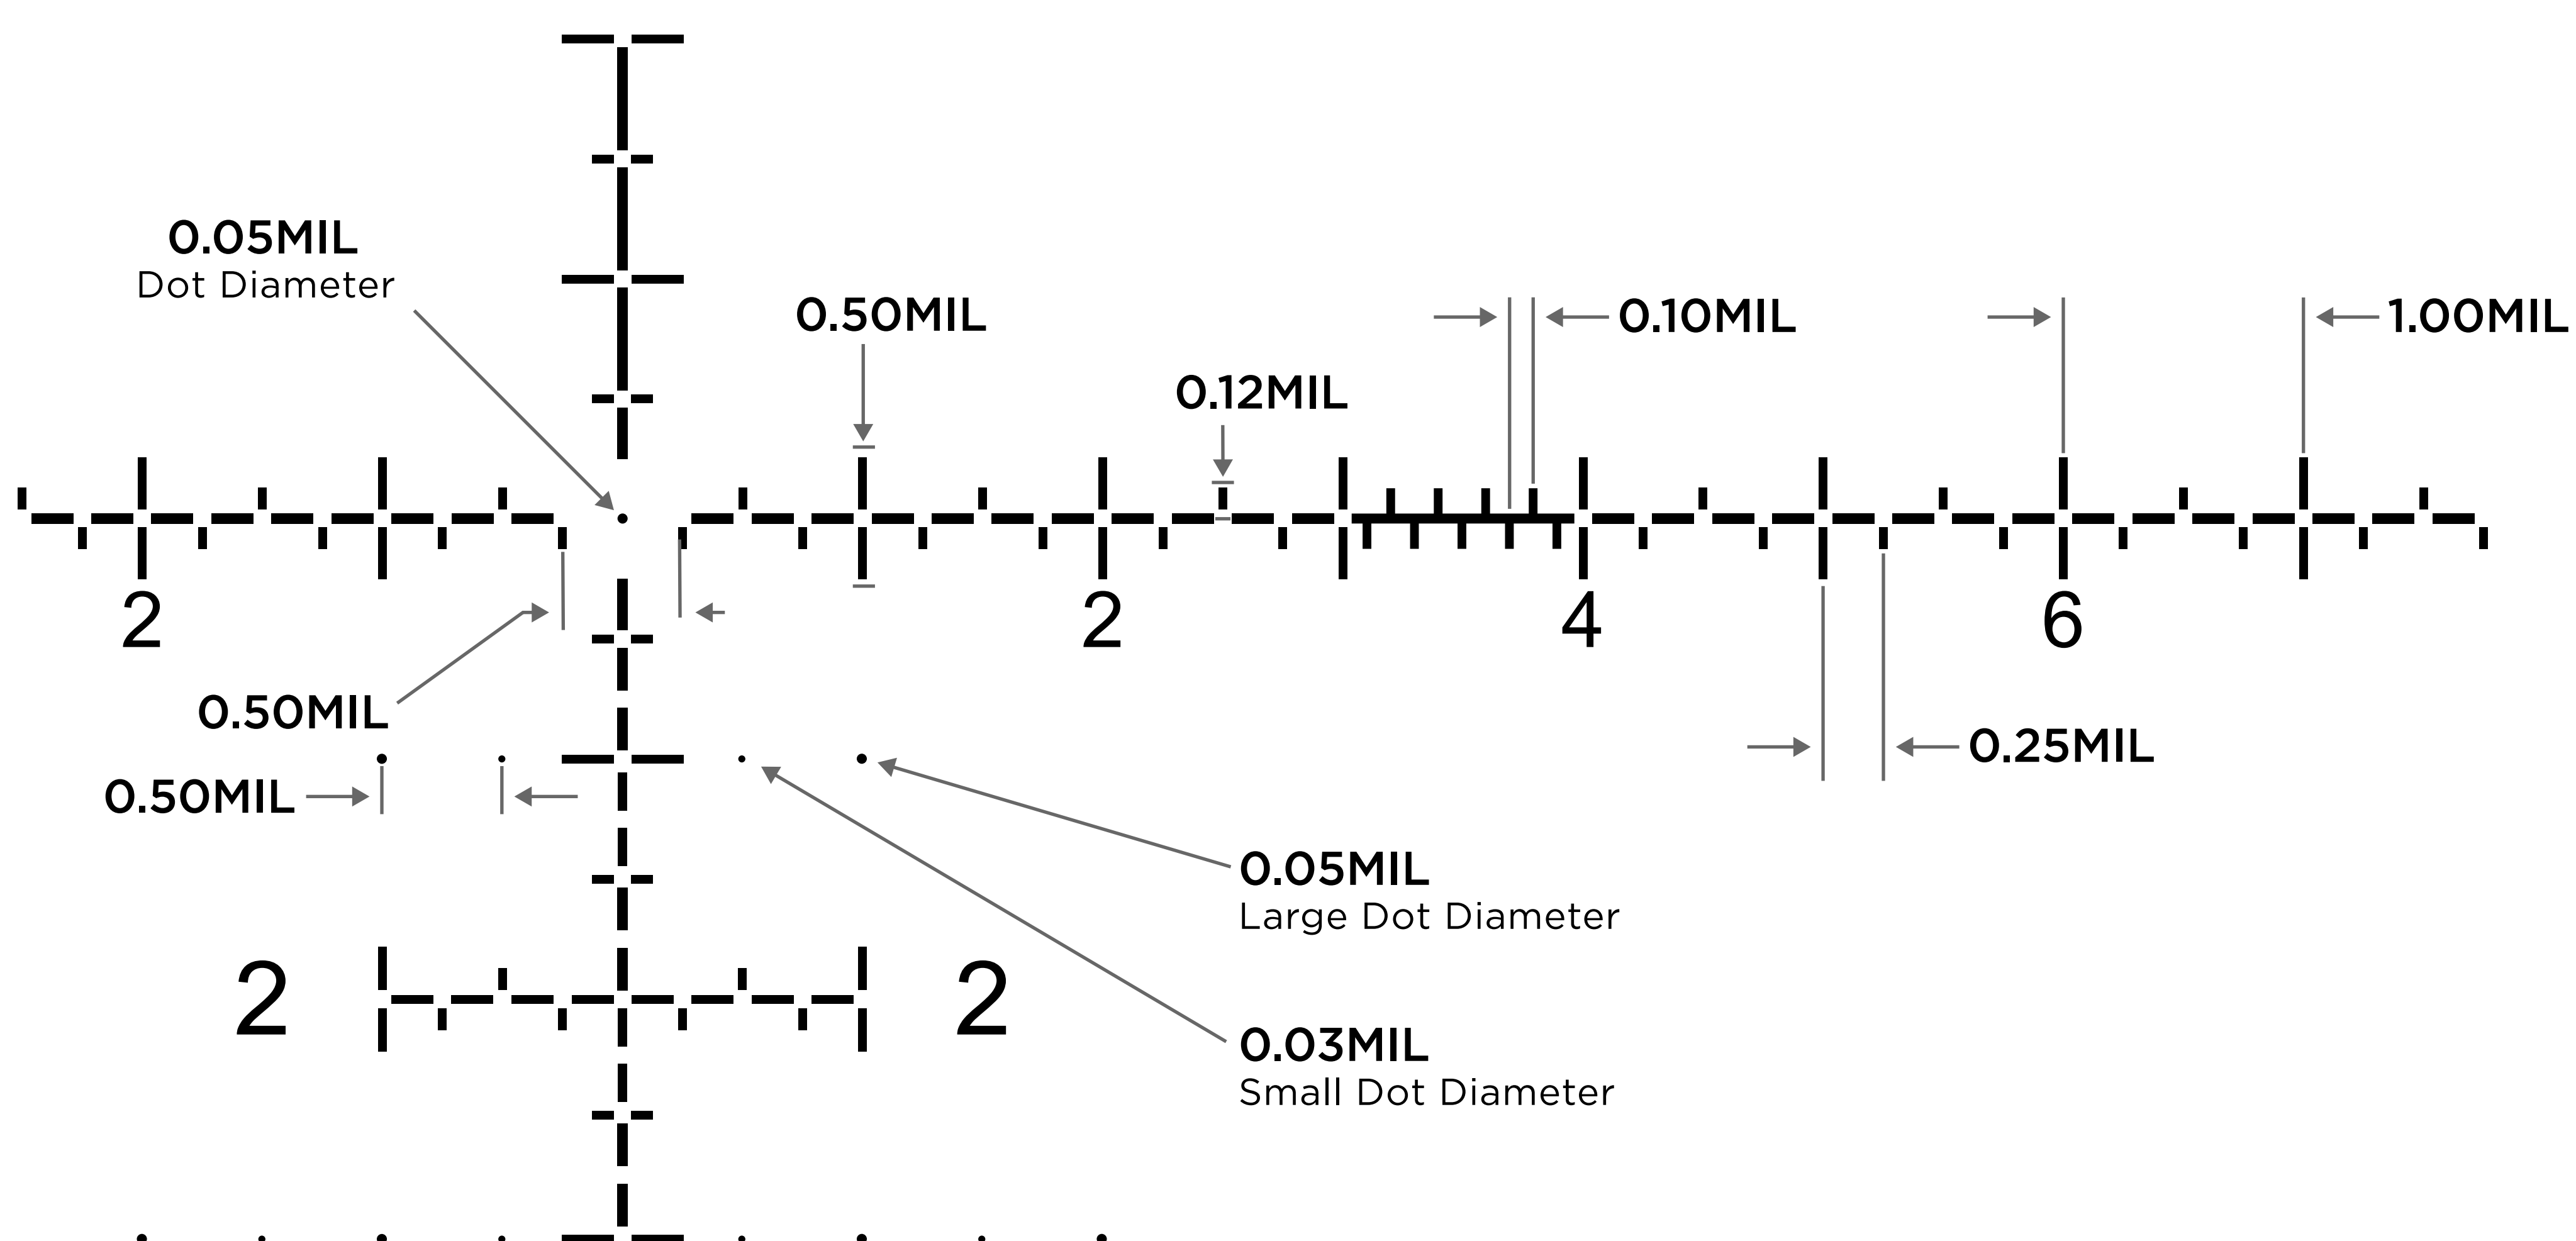 0.05MIL
Dot Diameter
0.50MIL
0.12MIL
0.10MIL
1.00MIL
2
2
4
6
0.50MIL
0.50MIL
0.25MIL
0.05MIL
Large Dot Diameter
2
2
0.03MIL
Small Dot Diameter